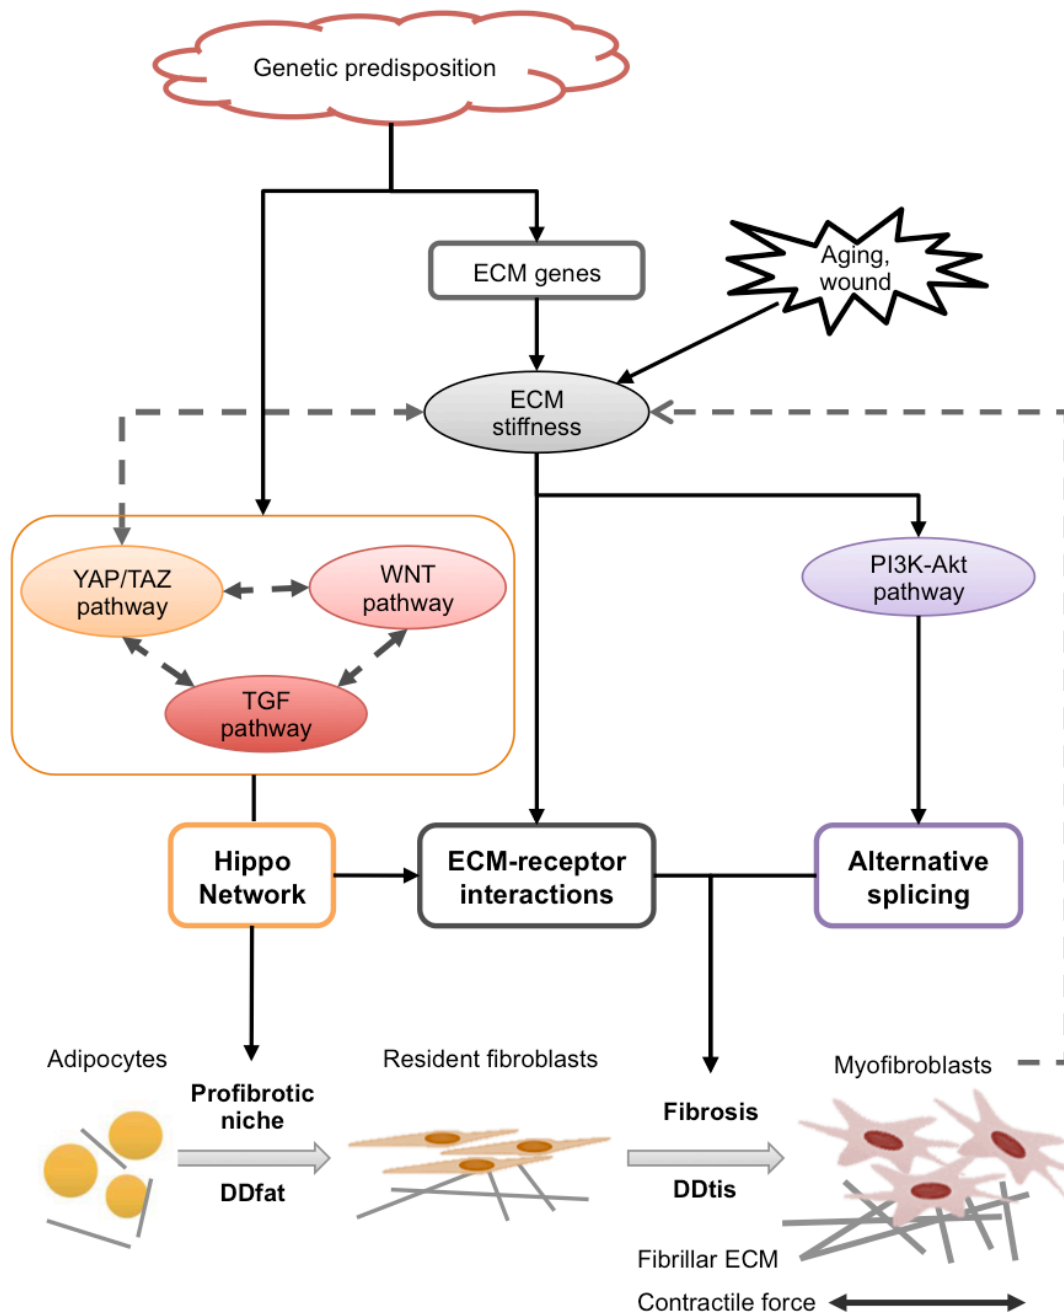 Genetic predisposition
ECM genes
Aging,
wound
ECM
stiffness
YAP/TAZ
pathway
WNT
pathway
PI3K-Akt
pathway
TGF
pathway
Hippo
Network
ECM-receptor
interactions
Alternative
splicing
Adipocytes
Profibrotic
niche
DDfat
Resident fibroblasts
Fibrosis
DDtis
Myofibroblasts
Fibrillar ECM
Contractile force